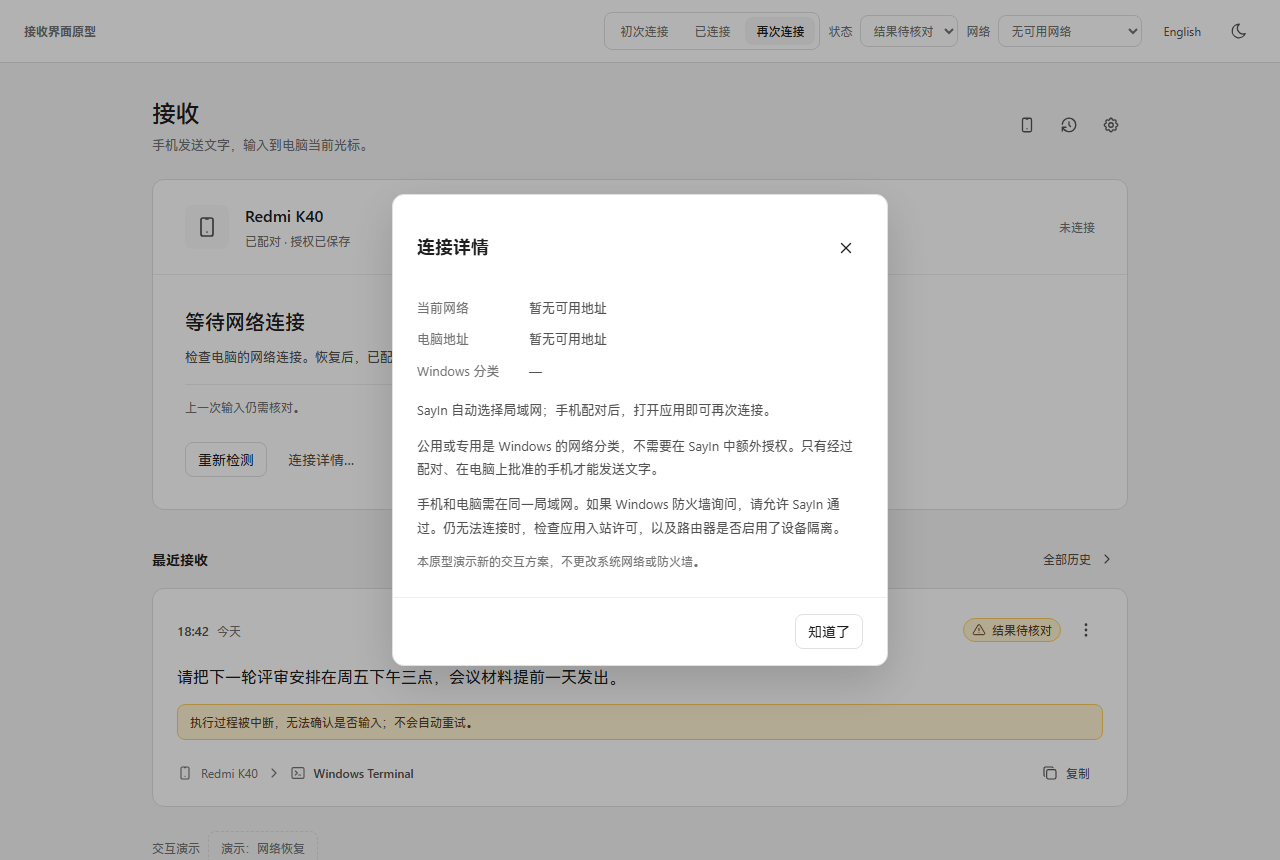 接收界面原型
初次连接 已连接 再次连接 状态 结果待核对 网络 无可用网络 English
接收
手机发送文字，输入到电脑当前光标。
Redmi K40
已配对 · 授权已保存
未连接
等待网络连接
检查电脑的网络连接。恢复后，已配
上一次输入仍需核对。
重新检测 连接详情...
连接详情
当前网络 暂无可用地址
电脑地址 暂无可用地址
Windows 分类 —
SayIn 自动选择局域网；手机配对后，打开应用即可再次连接。
公用或专用是 Windows 的网络分类，不需要在 SayIn 中额外授权。只有经过
配对、在电脑上批准的手机才能发送文字。
手机和电脑需在同一局域网。如果 Windows 防火墙询问，请允许 SayIn 通
过。仍无法连接时，检查应用入站许可，以及路由器是否启用了设备隔离。
本原型演示新的交互方案，不更改系统网络或防火墙。
知道了
最近接收 全部历史
18:42 今天 结果待核对
请把下一轮评审安排在周五下午三点，会议材料提前一天发出。
执行过程被中断，无法确认是否输入；不会自动重试。
Redmi K40 Windows Terminal 复制
交互演示 演示：网络恢复